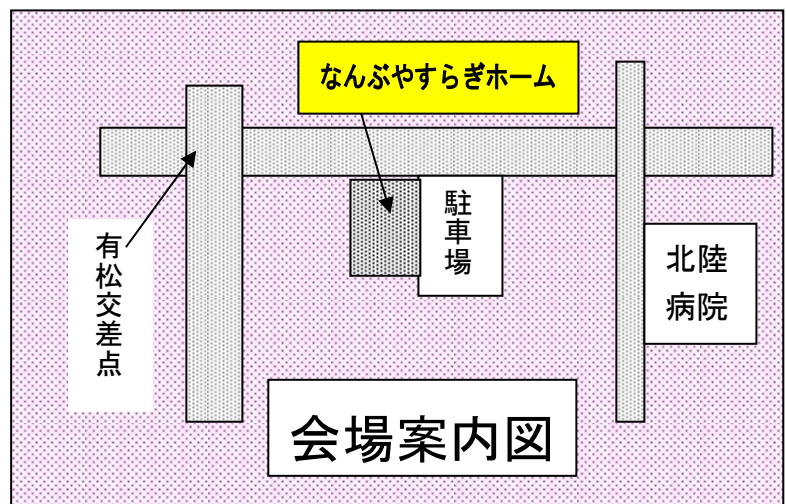 なんぶやすらぎホーム
有松交差点
駐車場
北陸
病院
会場案内図